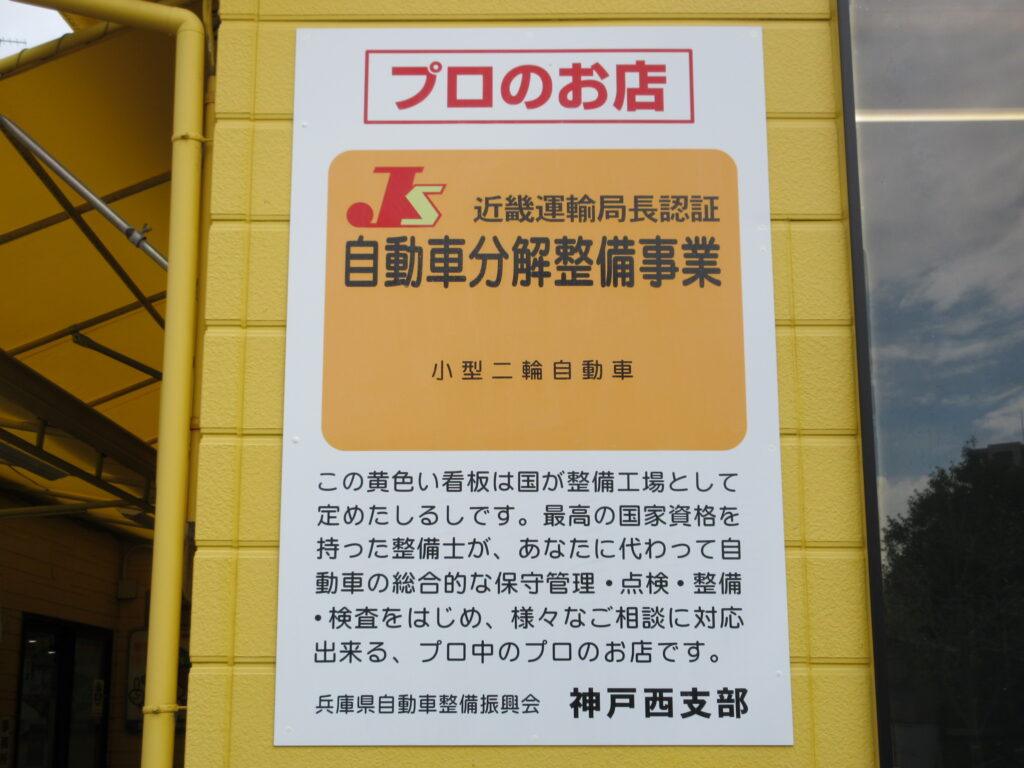 プロのお店
JS 近畿運輸局長認証
自動車分解整備事業
小型二輪自動車
この黄色い看板は国が整備工場として
定めたしるしです。最高の国家資格を
持った整備士が、あなたに代わって自
動車の総合的な保守管理・点検・整備
・検査をはじめ、様々なご相談に対応
出来る、プロ中のプロのお店です。
兵庫県自動車整備振興会 神戸西支部